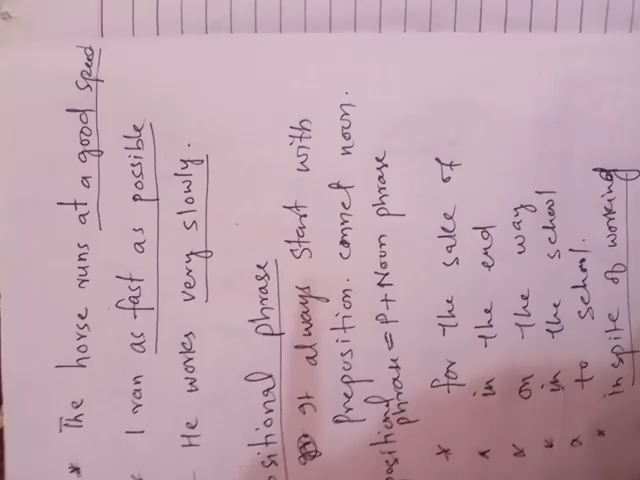 * The horse runs at a good speed
I ran as fast as possible
- He works very slowly.
ositional phrase
It always start with
Preposition. connet noun.
positional phrase = P + Noun phrase
* for the sake of
* in the end
* on the way
* in the school
* to school.
* inspite of working